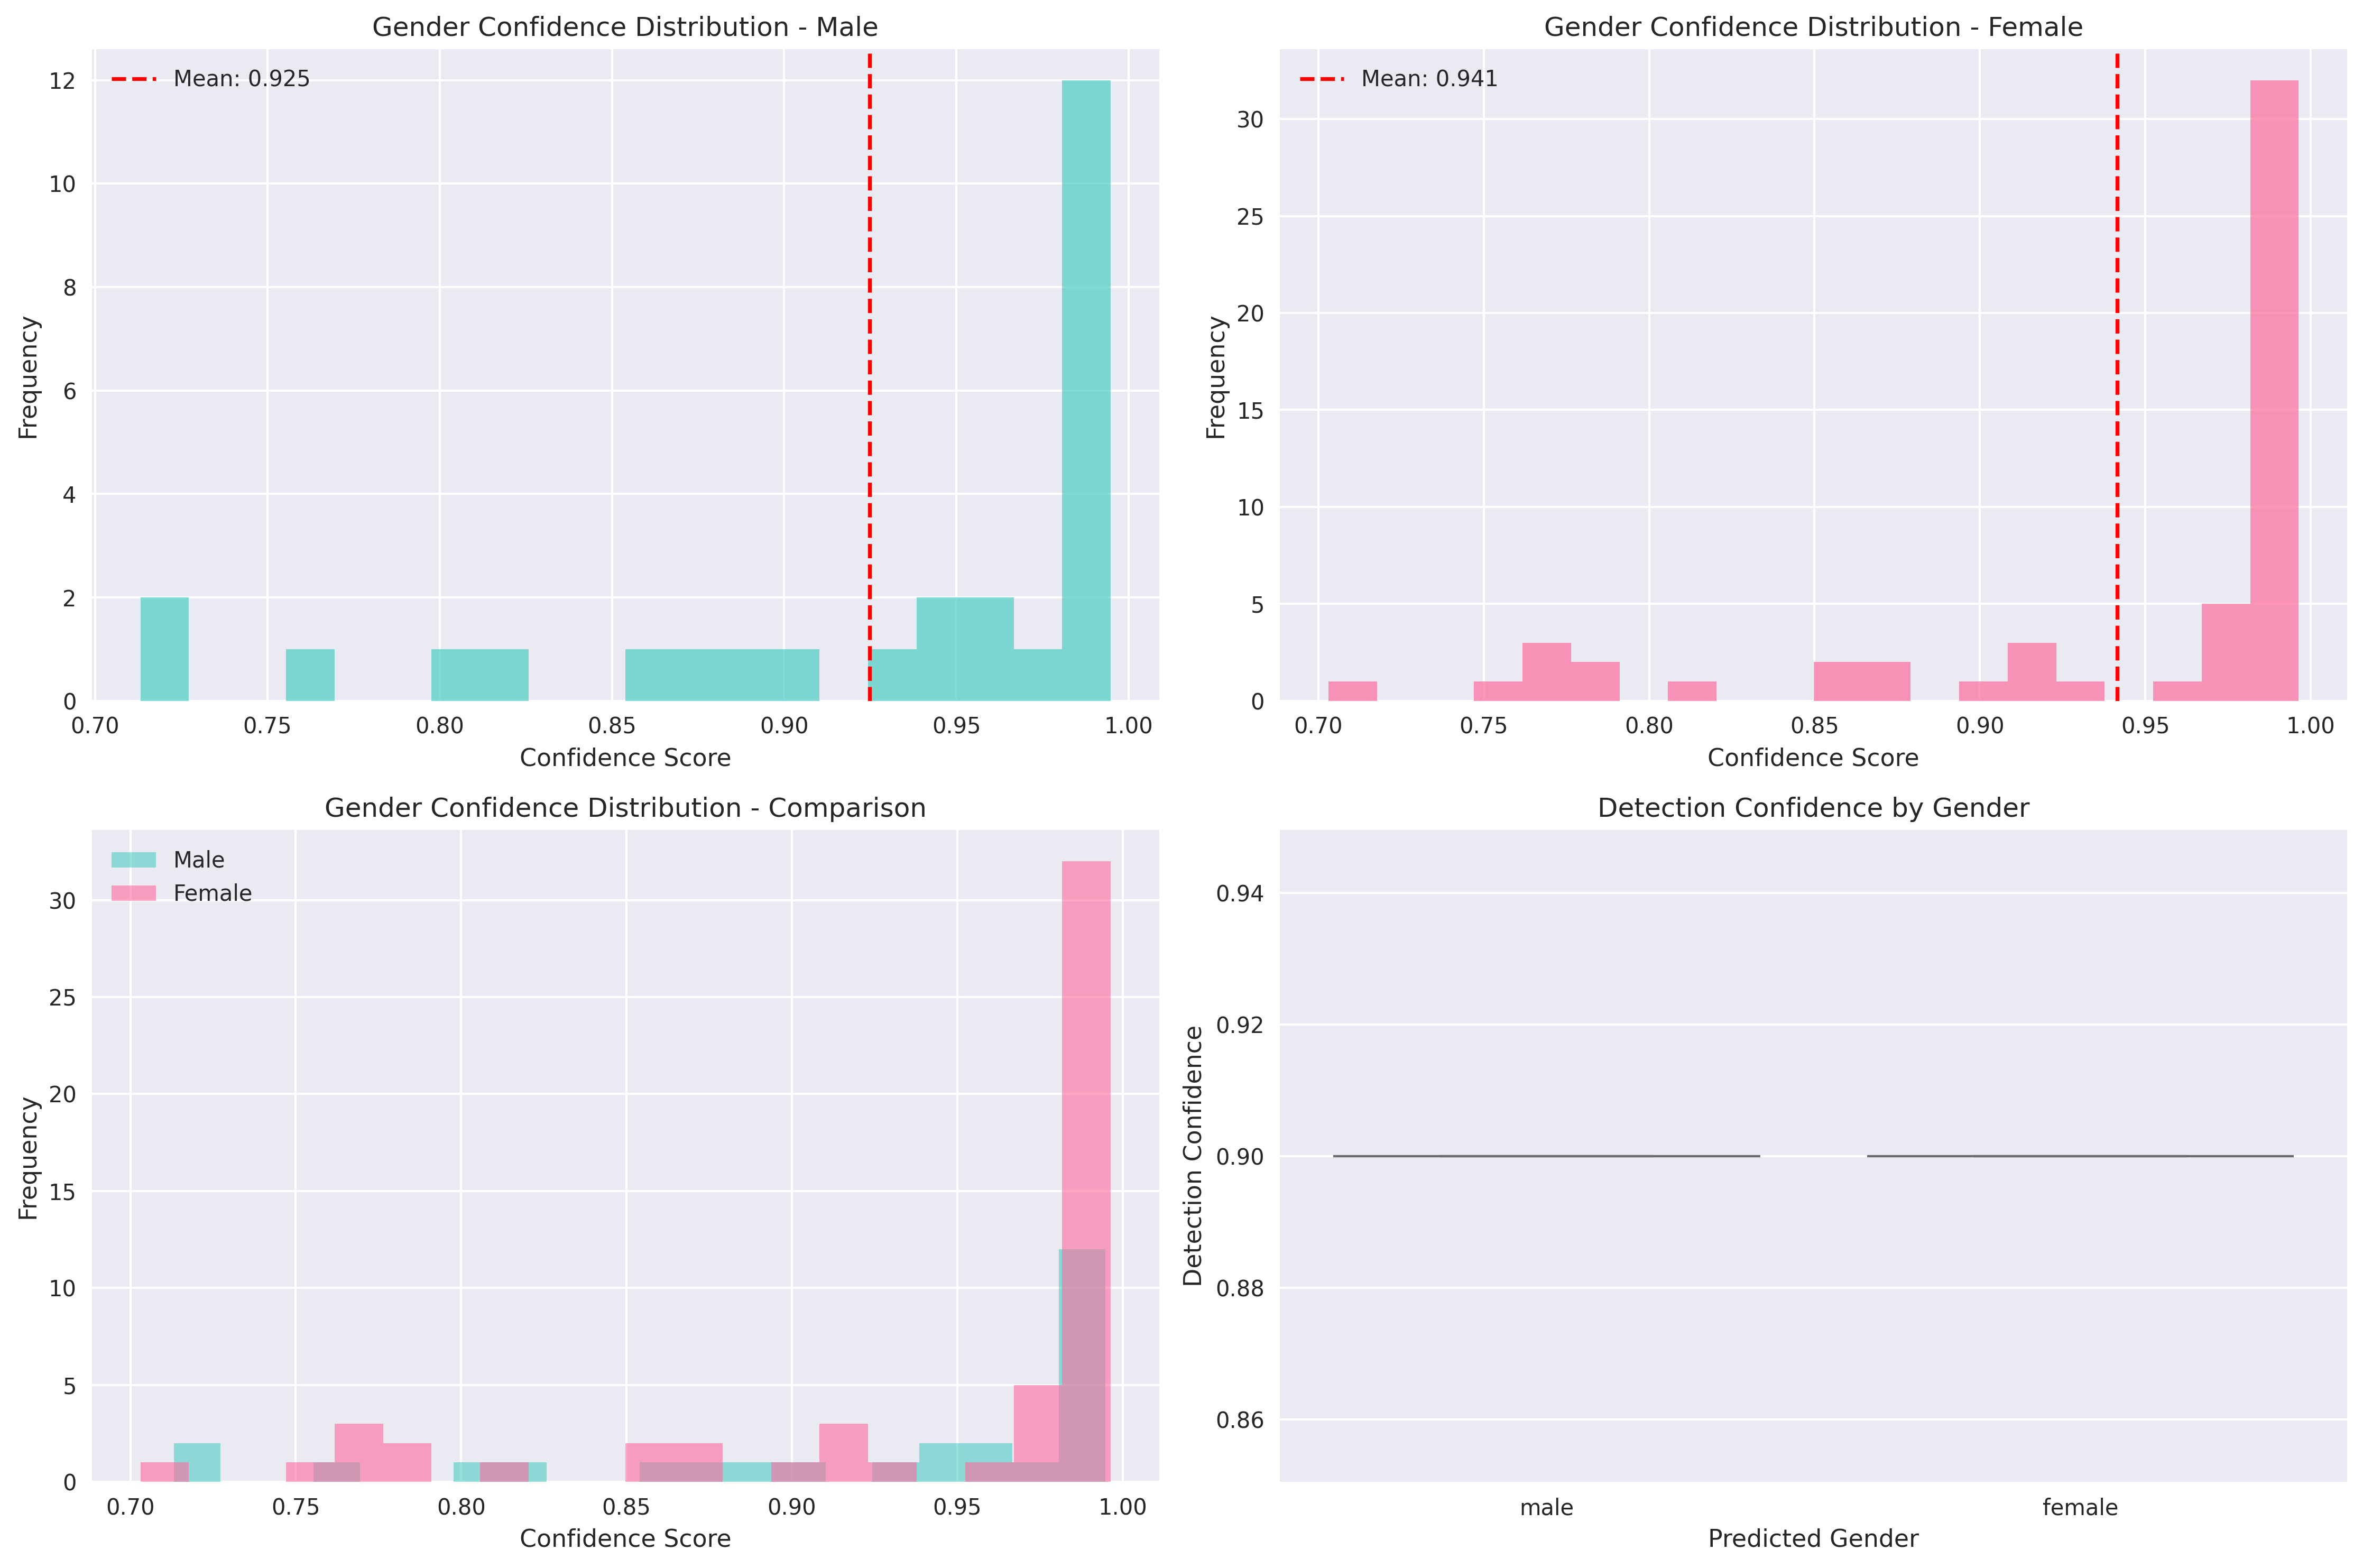 Gender Confidence Distribution - Male
Mean: 0.925
12
10
8
6
4
2
0
Frequency
0.70 0.75 0.80 0.85 0.90 0.95 1.00
Confidence Score
Gender Confidence Distribution - Female
Mean: 0.941
30
25
20
15
10
5
0
Frequency
0.70 0.75 0.80 0.85 0.90 0.95 1.00
Confidence Score
Gender Confidence Distribution - Comparison
Male
Female
30
25
20
15
10
5
0
Frequency
0.70 0.75 0.80 0.85 0.90 0.95 1.00
Confidence Score
Detection Confidence by Gender
0.94
0.92
0.90
0.88
0.86
Detection Confidence
male female
Predicted Gender